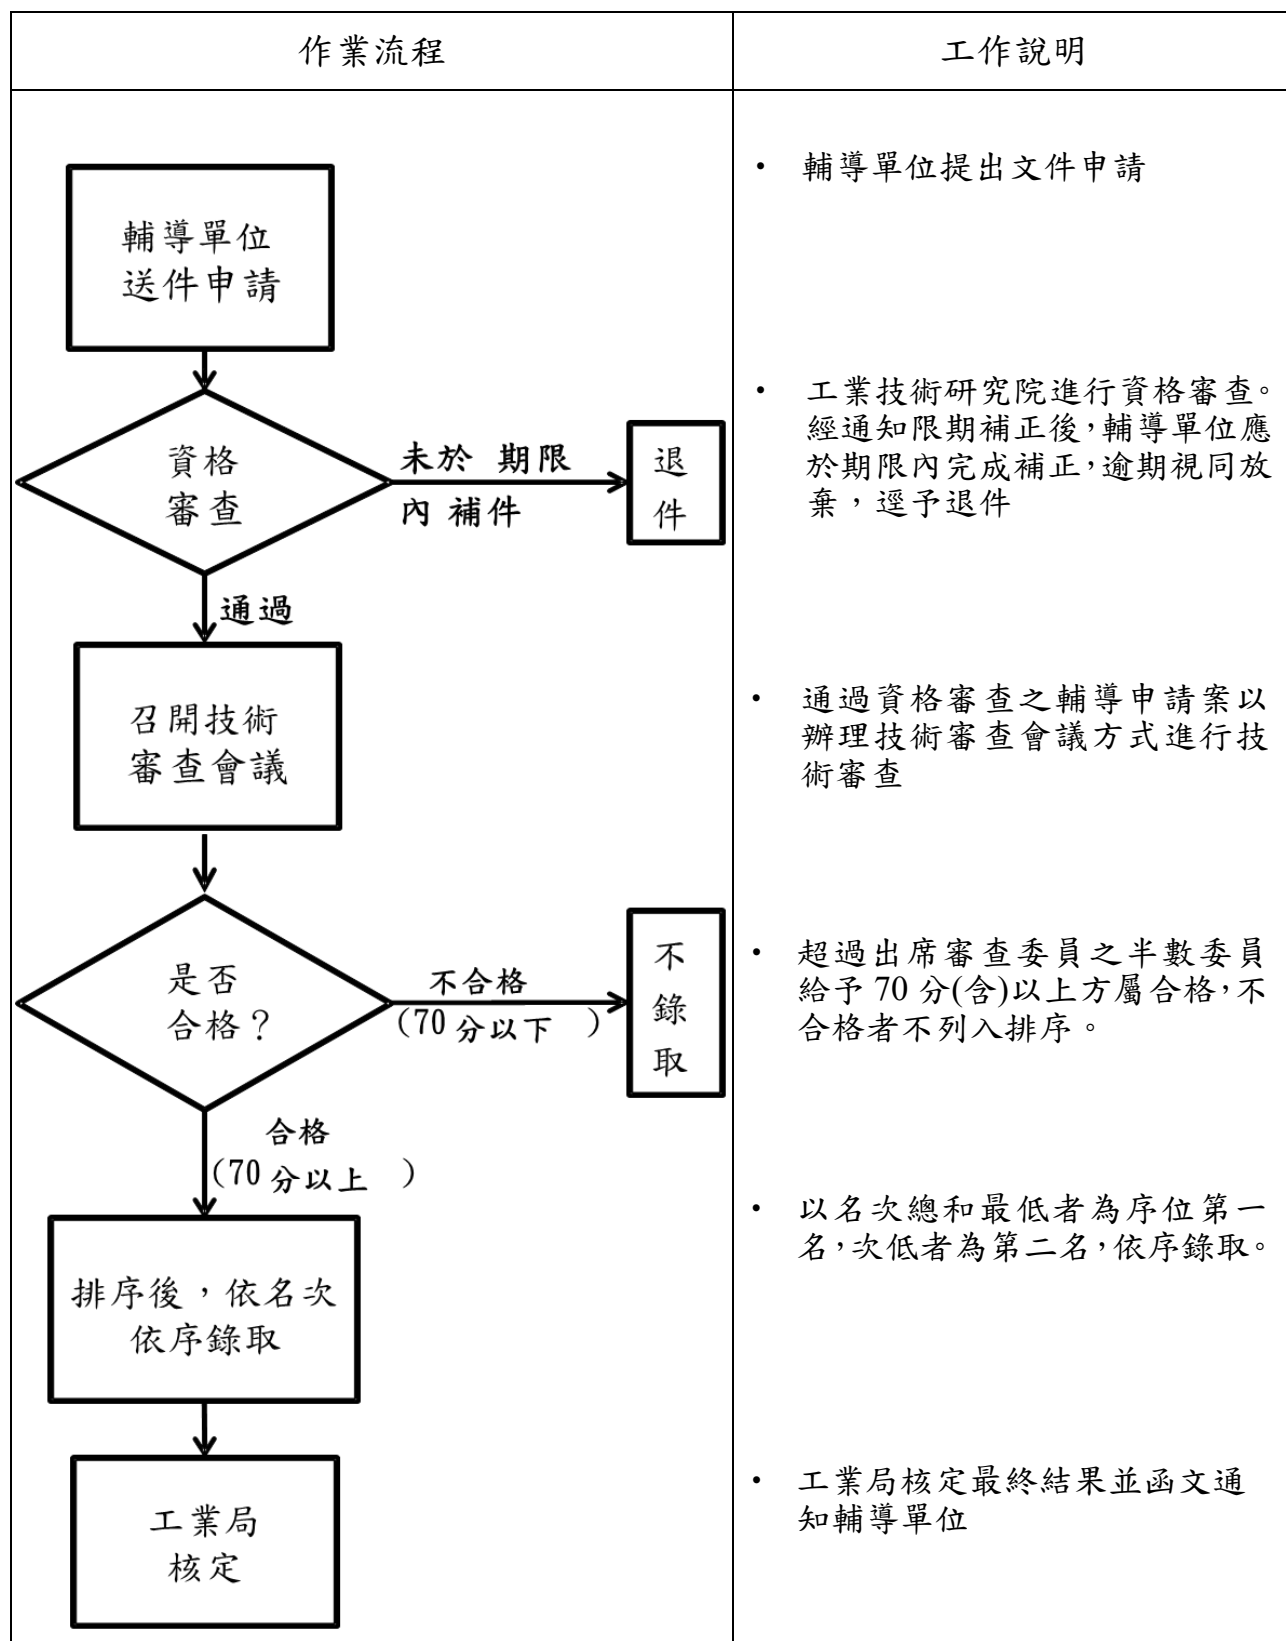 作業流程
工作說明
輔導單位
送件申請
‧ 輔導單位提出文件申請
資格
審查
未於 期限
內 補件
退
件
‧ 工業技術研究院進行資格審查。
經通知限期補正後,輔導單位應
於期限內完成補正,逾期視同放
棄,逕予退件
通過
召開技術
審查會議
‧ 通過資格審查之輔導申請案以
辦理技術審查會議方式進行技
術審查
是否
合格?
不合格
(70 分以下 )
不
錄
取
‧ 超過出席審查委員之半數委員
給予 70 分(含)以上方屬合格,不
合格者不列入排序。
合格
(70 分以上 )
排序後,依名次
依序錄取
‧ 以名次總和最低者為序位第一
名,次低者為第二名,依序錄取。
工業局
核定
‧ 工業局核定最終結果並函文通
知輔導單位